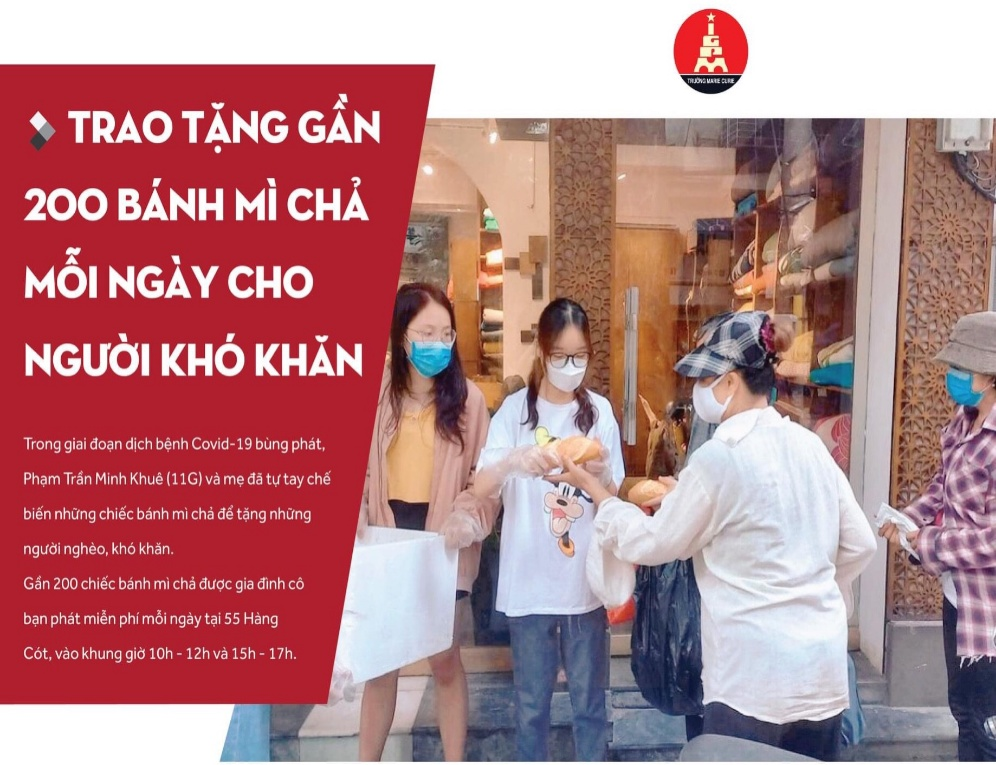 TRƯỜNG MARIE CURIE
TRAO TẶNG GẦN
200 BÁNH MÌ CHẢ
MỖI NGÀY CHO
NGƯỜI KHÓ KHĂN
Trong giai đoạn dịch bệnh Covid-19 bùng phát,
Phạm Trần Minh Khuê (11G) và mẹ đã tự tay chế
biến những chiếc bánh mì chả để tặng những
người nghèo, khó khăn.
Gần 200 chiếc bánh mì chả được gia đình cô
bạn phát miễn phí mỗi ngày tại 55 Hàng
Cót, vào khung giờ 10h - 12h và 15h - 17h.